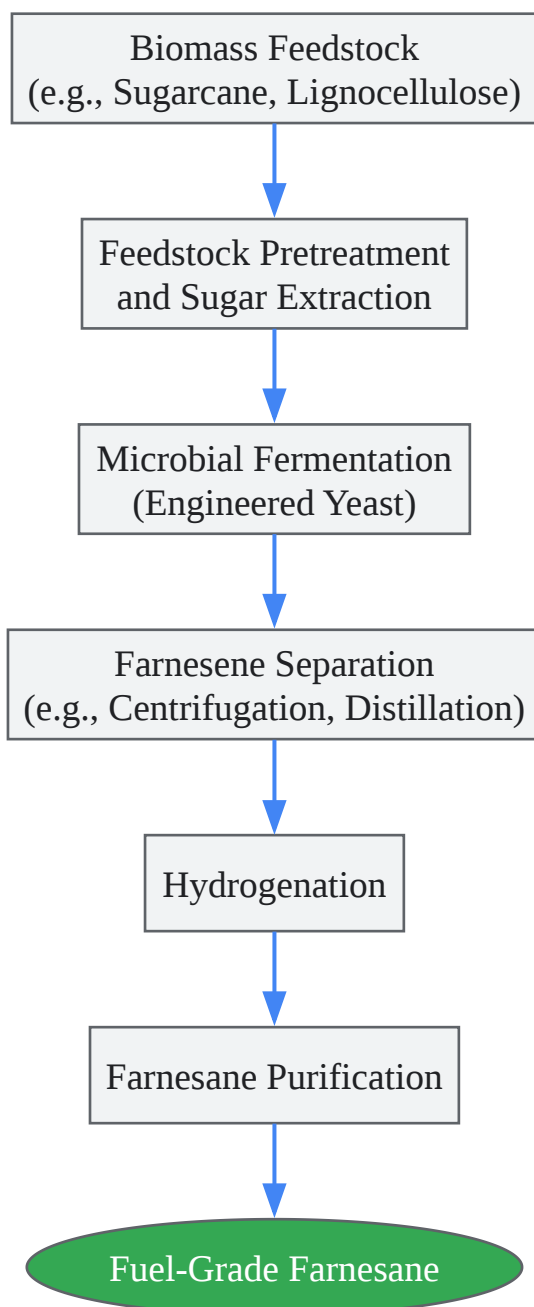 Biomass Feedstock
(e.g., Sugarcane, Lignocellulose)
Feedstock Pretreatment
and Sugar Extraction
Microbial Fermentation
(Engineered Yeast)
Farnesene Separation
(e.g., Centrifugation, Distillation)
Hydrogenation
Farnesane Purification
Fuel-Grade Farnesane